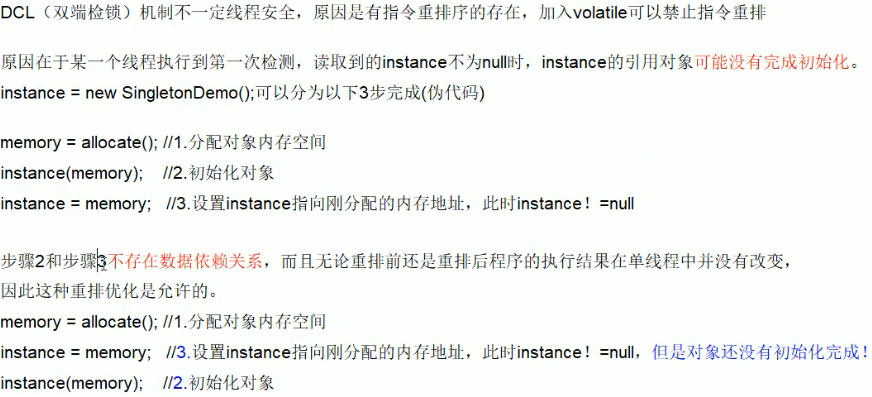 DCL（双端检锁）机制不一定线程安全，原因是有指令重排序的存在，加入volatile可以禁止指令重排
原因在于某一个线程执行到第一次检测，读取到的instance不为null时，instance的引用对象可能没有完成初始化。
instance = new SingletonDemo();可以分为以下3步完成(伪代码)
memory = allocate(); //1.分配对象内存空间
instance(memory);    //2.初始化对象
instance = memory;   //3.设置instance指向刚分配的内存地址，此时instance！=null
步骤2和步骤3不存在数据依赖关系，而且无论重排前还是重排后程序的执行结果在单线程中并没有改变，
因此这种重排优化是允许的。
memory = allocate(); //1.分配对象内存空间
instance = memory;   //3.设置instance指向刚分配的内存地址，此时instance！=null，但是对象还没有初始化完成！
instance(memory);    //2.初始化对象